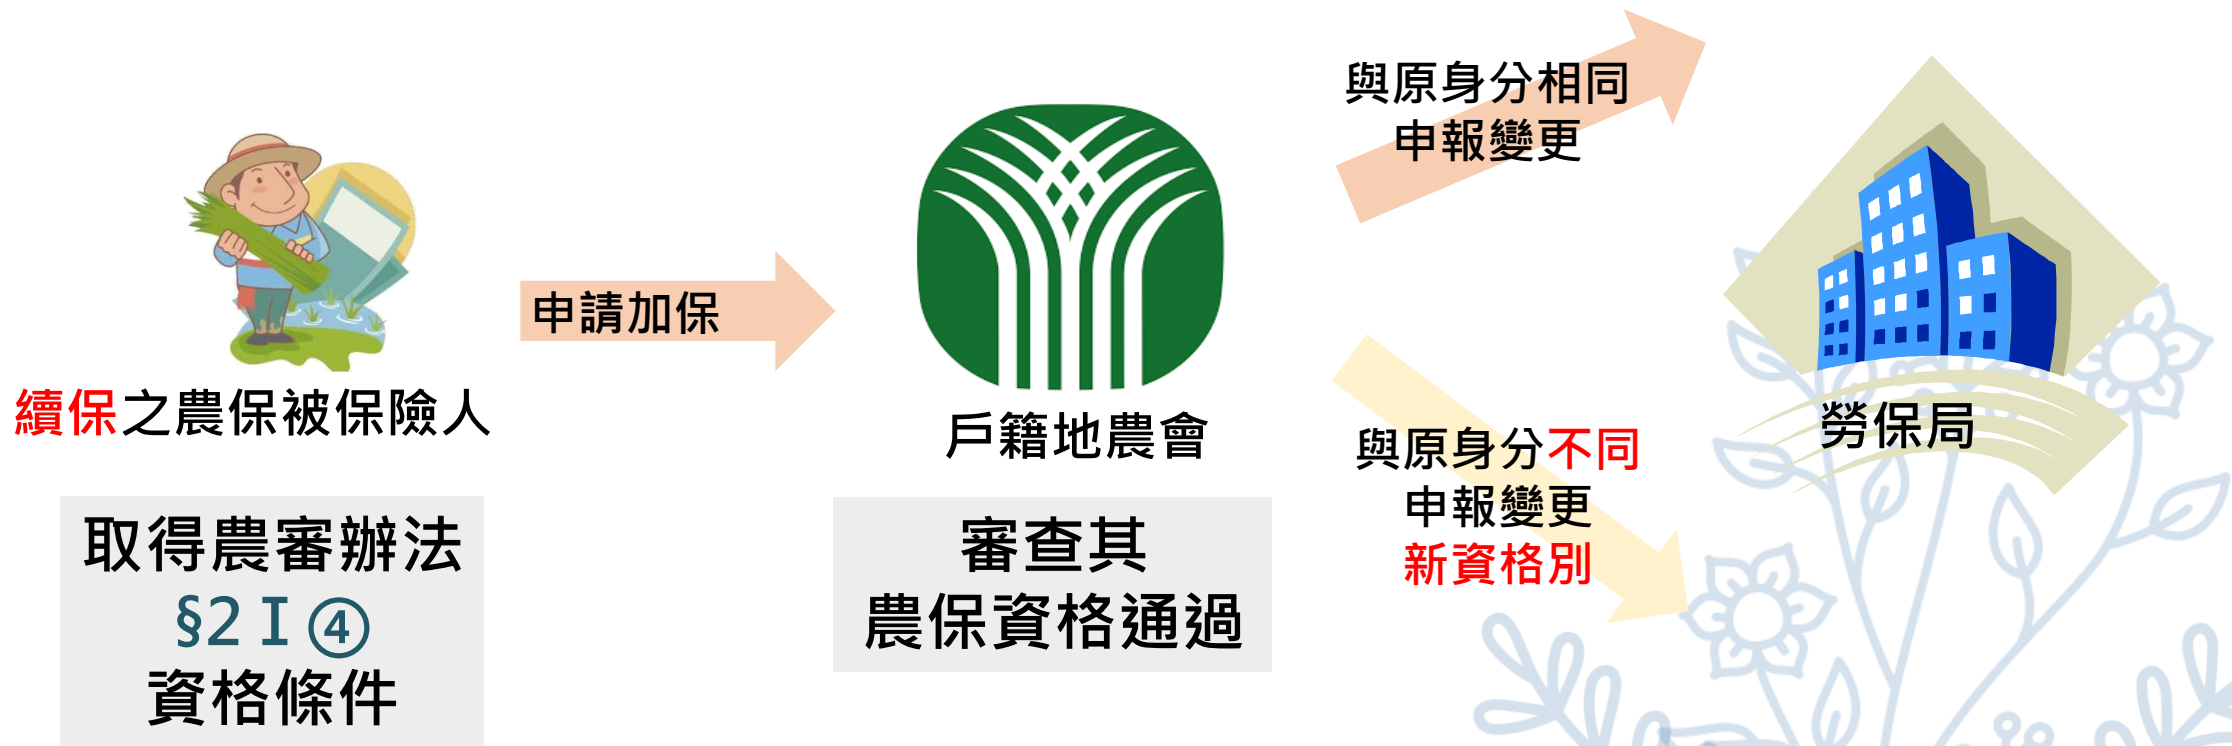 續保之農保被保險人
取得農審辦法
§2Ⅰ④
資格條件
申請加保
戶籍地農會
審查其
農保資格通過
與原身分相同
申報變更
與原身分不同
申報變更
新資格別
勞保局